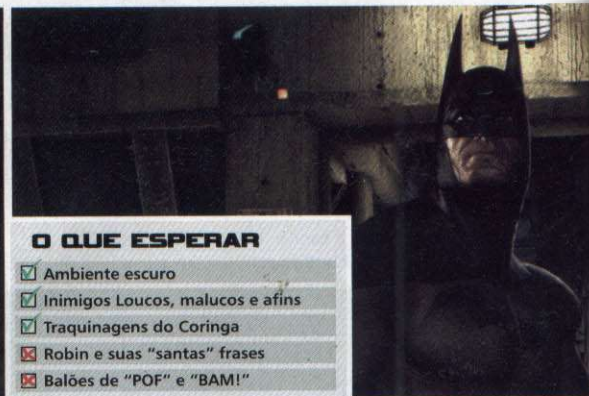 O QUE ESPERAR
Ambiente escuro
Inimigos Loucos, malucos e afins
Traquinagens do Coringa
Robin e suas "santas" frases
Balões de "POF" e "BAM!"